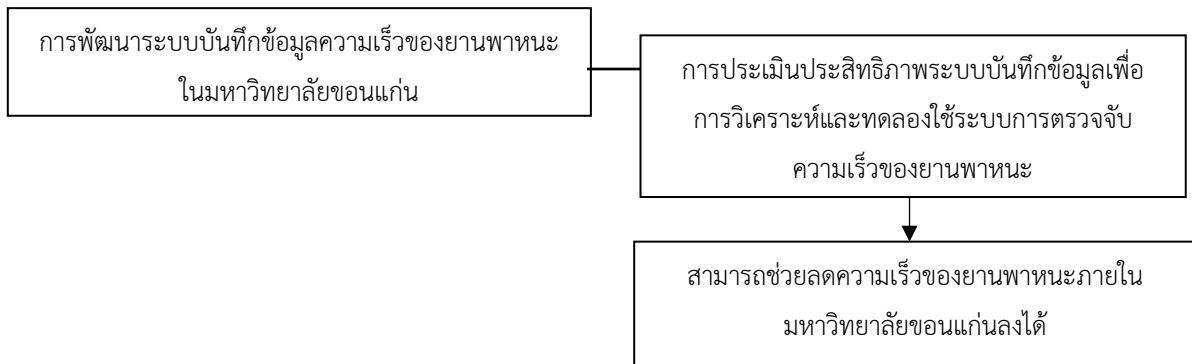 การพัฒนาระบบบันทึกข้อมูลความเร็วของยานพาหนะ
ในมหาวิทยาลัยขอนแก่น
การประเมินประสิทธิภาพระบบบันทึกข้อมูลเพื่อ
การวิเคราะห์และทดลองใช้ระบบการตรวจจับ
ความเร็วของยานพาหนะ
สามารถช่วยลดความเร็วของยานพาหนะภายใน
มหาวิทยาลัยขอนแก่นลงได้